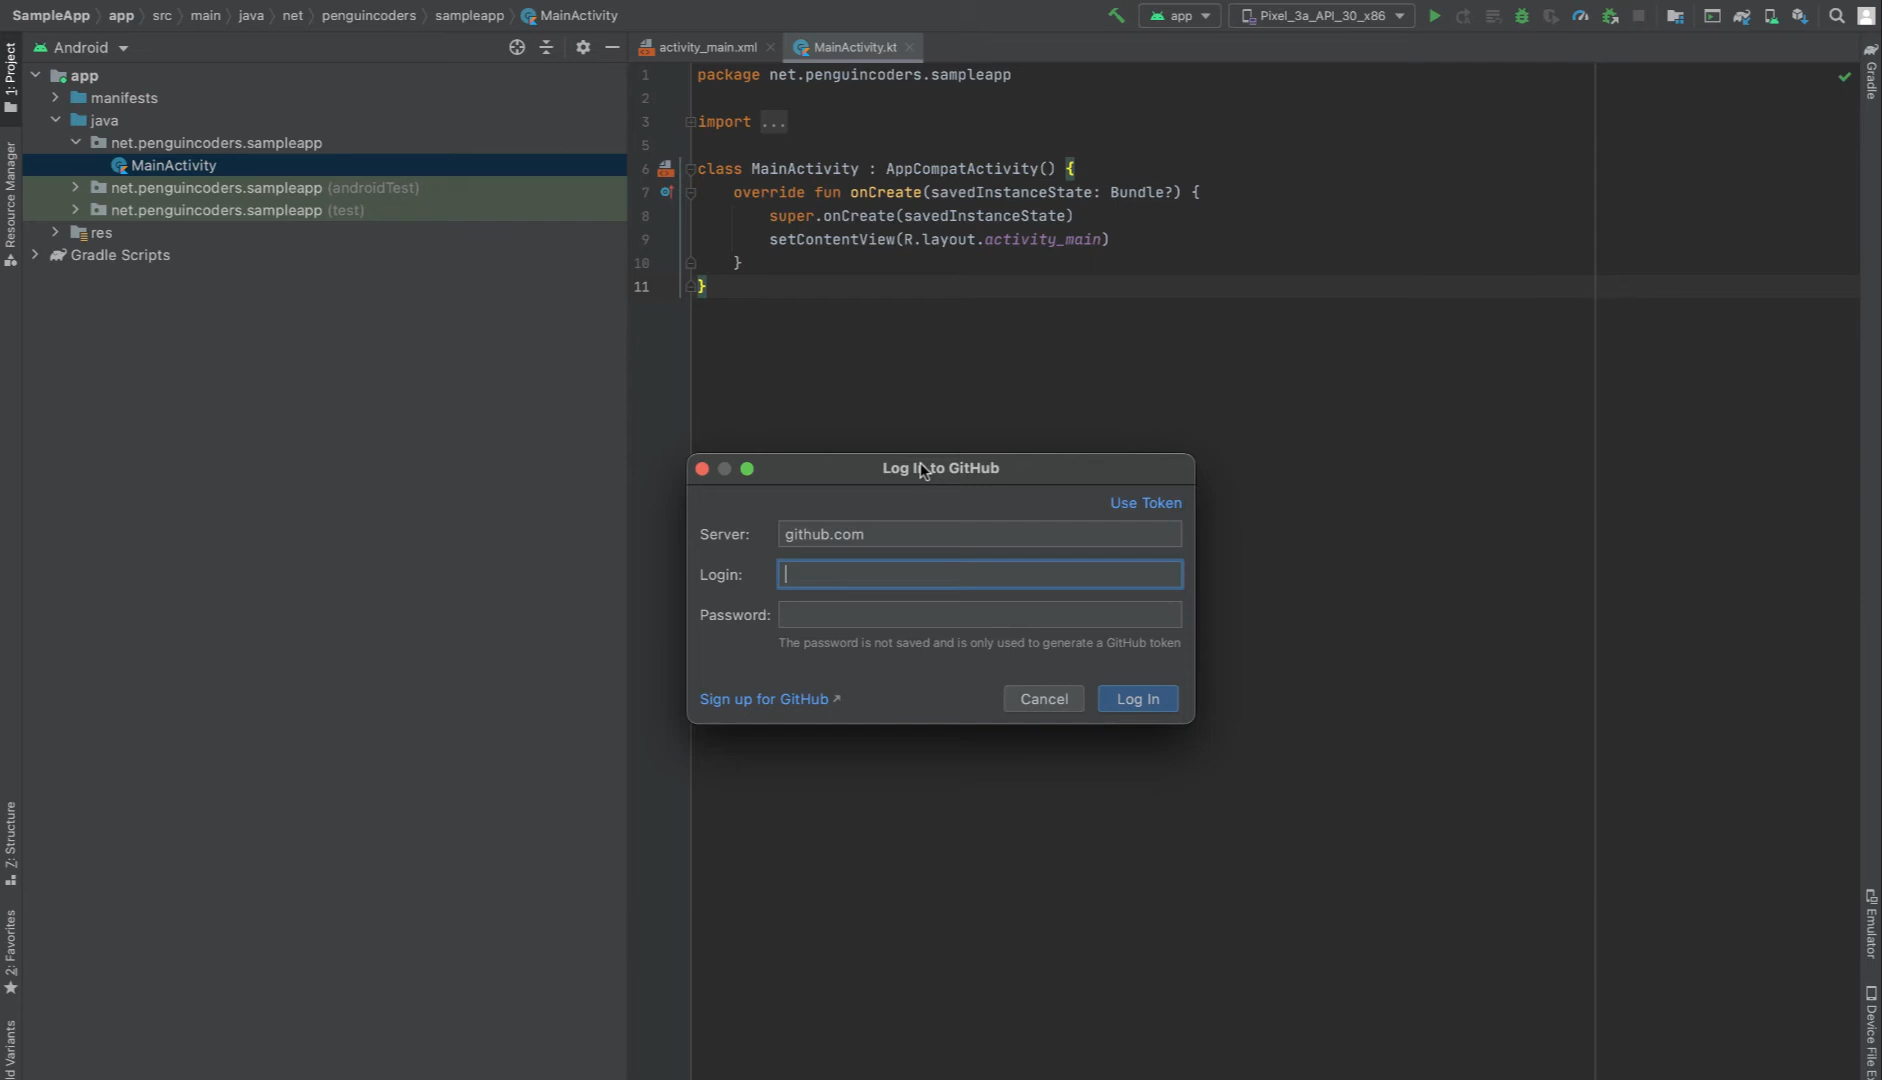 SampleApp app src main java net penguincoders sampleapp MainActivity
app Pixel_3a_API_30_x86
1: Project
Resource Manager
Z: Structure
2: Favorites
ld Variants
Android
app
manifests
java
net.penguincoders.sampleapp
MainActivity
net.penguincoders.sampleapp (androidTest)
net.penguincoders.sampleapp (test)
res
Gradle Scripts
activity_main.xml MainActivity.kt
1 package net.penguincoders.sampleapp
2
3 import ...
5
6 class MainActivity : AppCompatActivity() {
7 override fun onCreate(savedInstanceState: Bundle?) {
8 super.onCreate(savedInstanceState)
9 setContentView(R.layout.activity_main)
10 }
11 }
Log In to GitHub
Use Token
Server: github.com
Login:
Password:
The password is not saved and is only used to generate a GitHub token
Sign up for GitHub Cancel Log In
Gradle
Emulator
Device File Ex